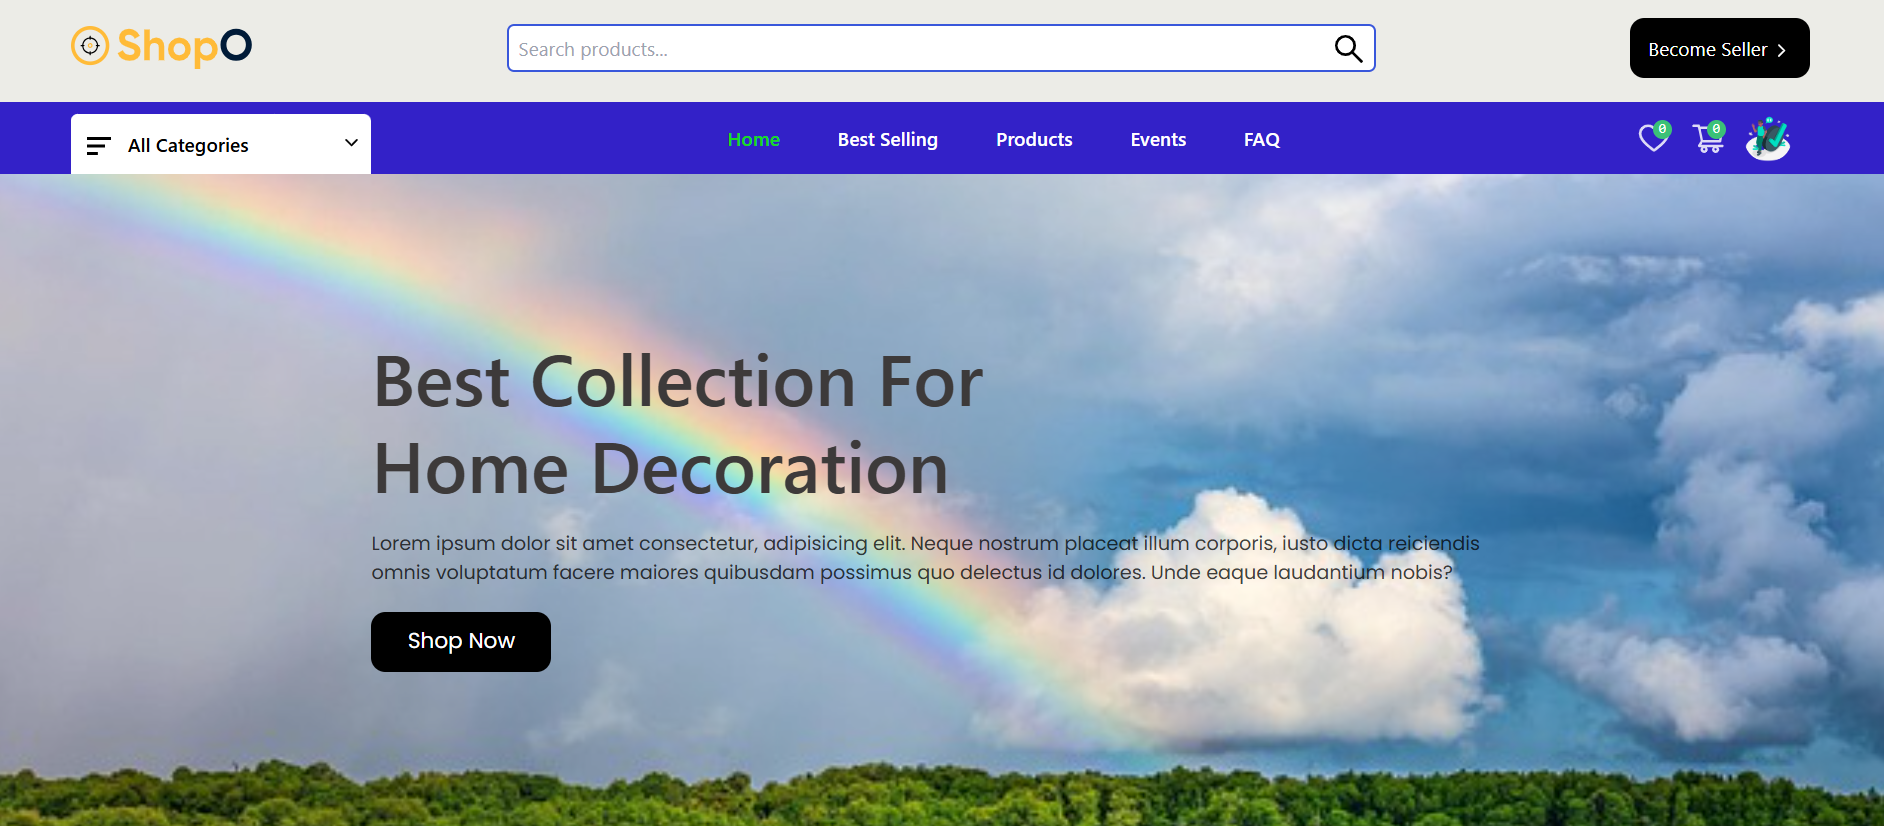 ShopO
Search products...
Become Seller
All Categories
Home
Best Selling
Products
Events
FAQ
0
0
Best Collection For
Home Decoration
Lorem ipsum dolor sit amet consectetur, adipisicing elit. Neque nostrum placeat illum corporis, iusto dicta reiciendis
omnis voluptatum facere maiores quibusdam possimus quo delectus id dolores. Unde eaque laudantium nobis?
Shop Now